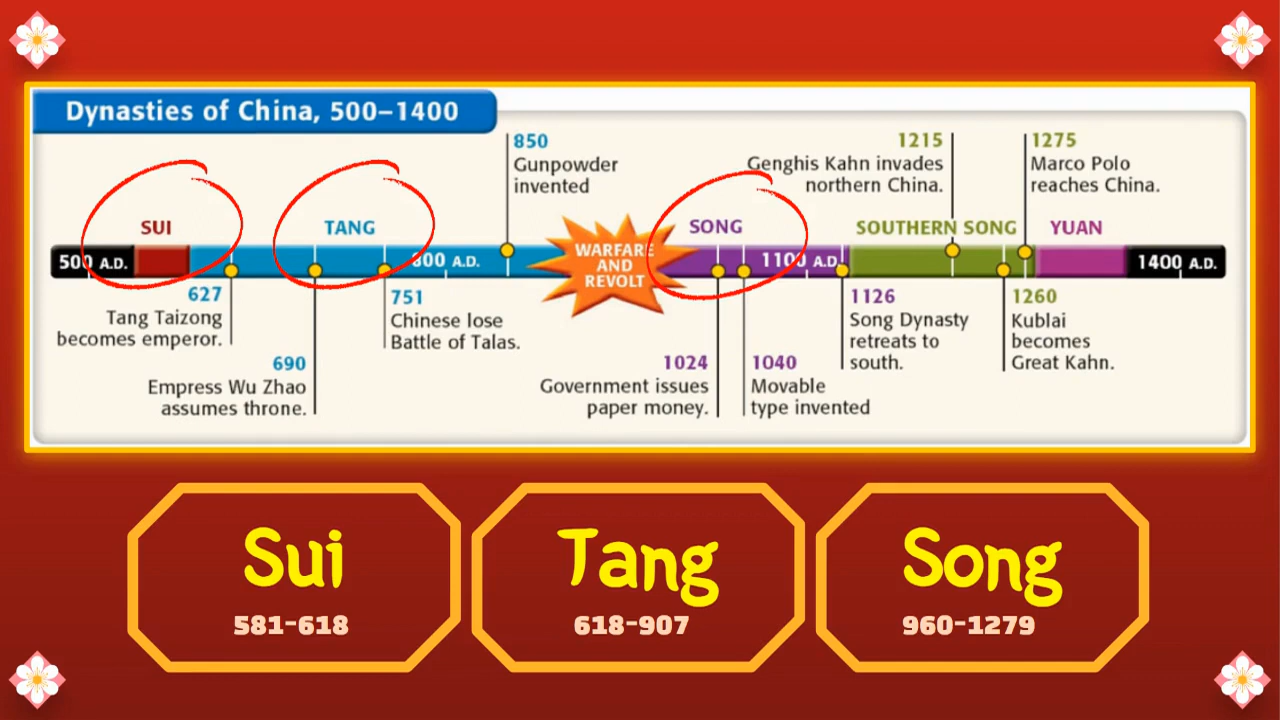 Dynasties of China, 500–1400
850
Gunpowder
invented
1215
Genghis Kahn invades
northern China.
1275
Marco Polo
reaches China.
SUI
TANG
SONG
SOUTHERN SONG
YUAN
500 A.D.
800 A.D.
WARFARE
AND
REVOLT
1100 A.D.
1400 A.D.
627
Tang Taizong
becomes emperor.
690
Empress Wu Zhao
assumes throne.
751
Chinese lose
Battle of Talas.
1024
Government issues
paper money.
1040
Movable
type invented
1126
Song Dynasty
retreats to
south.
1260
Kublai
becomes
Great Kahn.
Sui
581-618
Tang
618-907
Song
960-1279